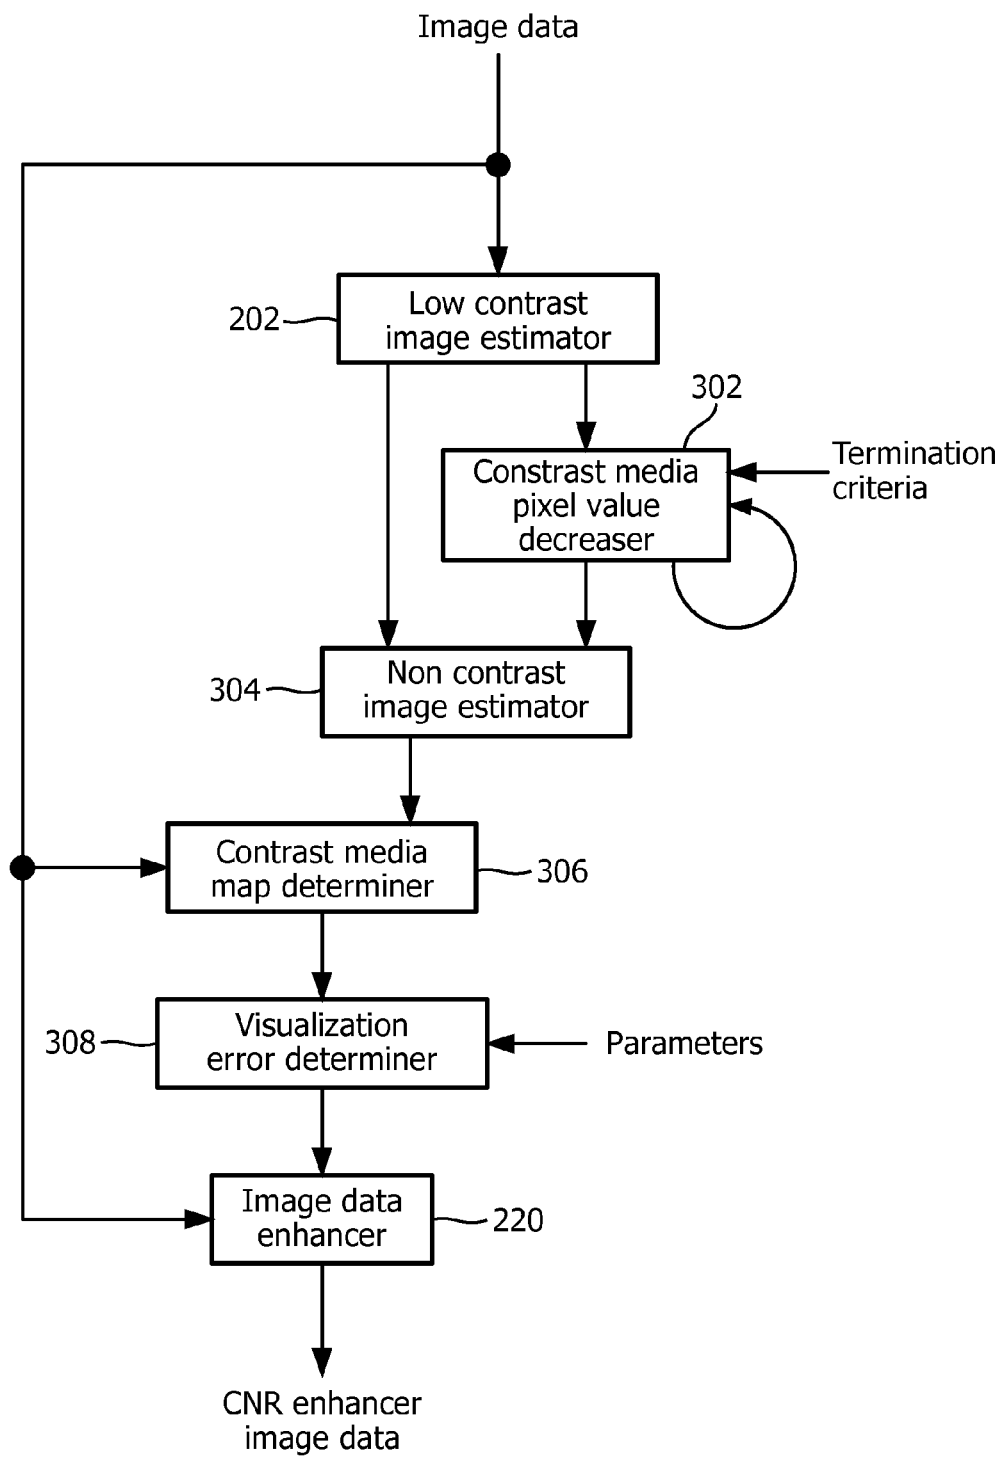 Image data
Low contrast
image estimator
202
302
Constrast media
pixel value
decreaser
Termination
criteria
Non contrast
image estimator
304
Contrast media
map determiner
306
Visualization
error determiner
308
Parameters
Image data
enhancer
220
CNR enhancer
image data